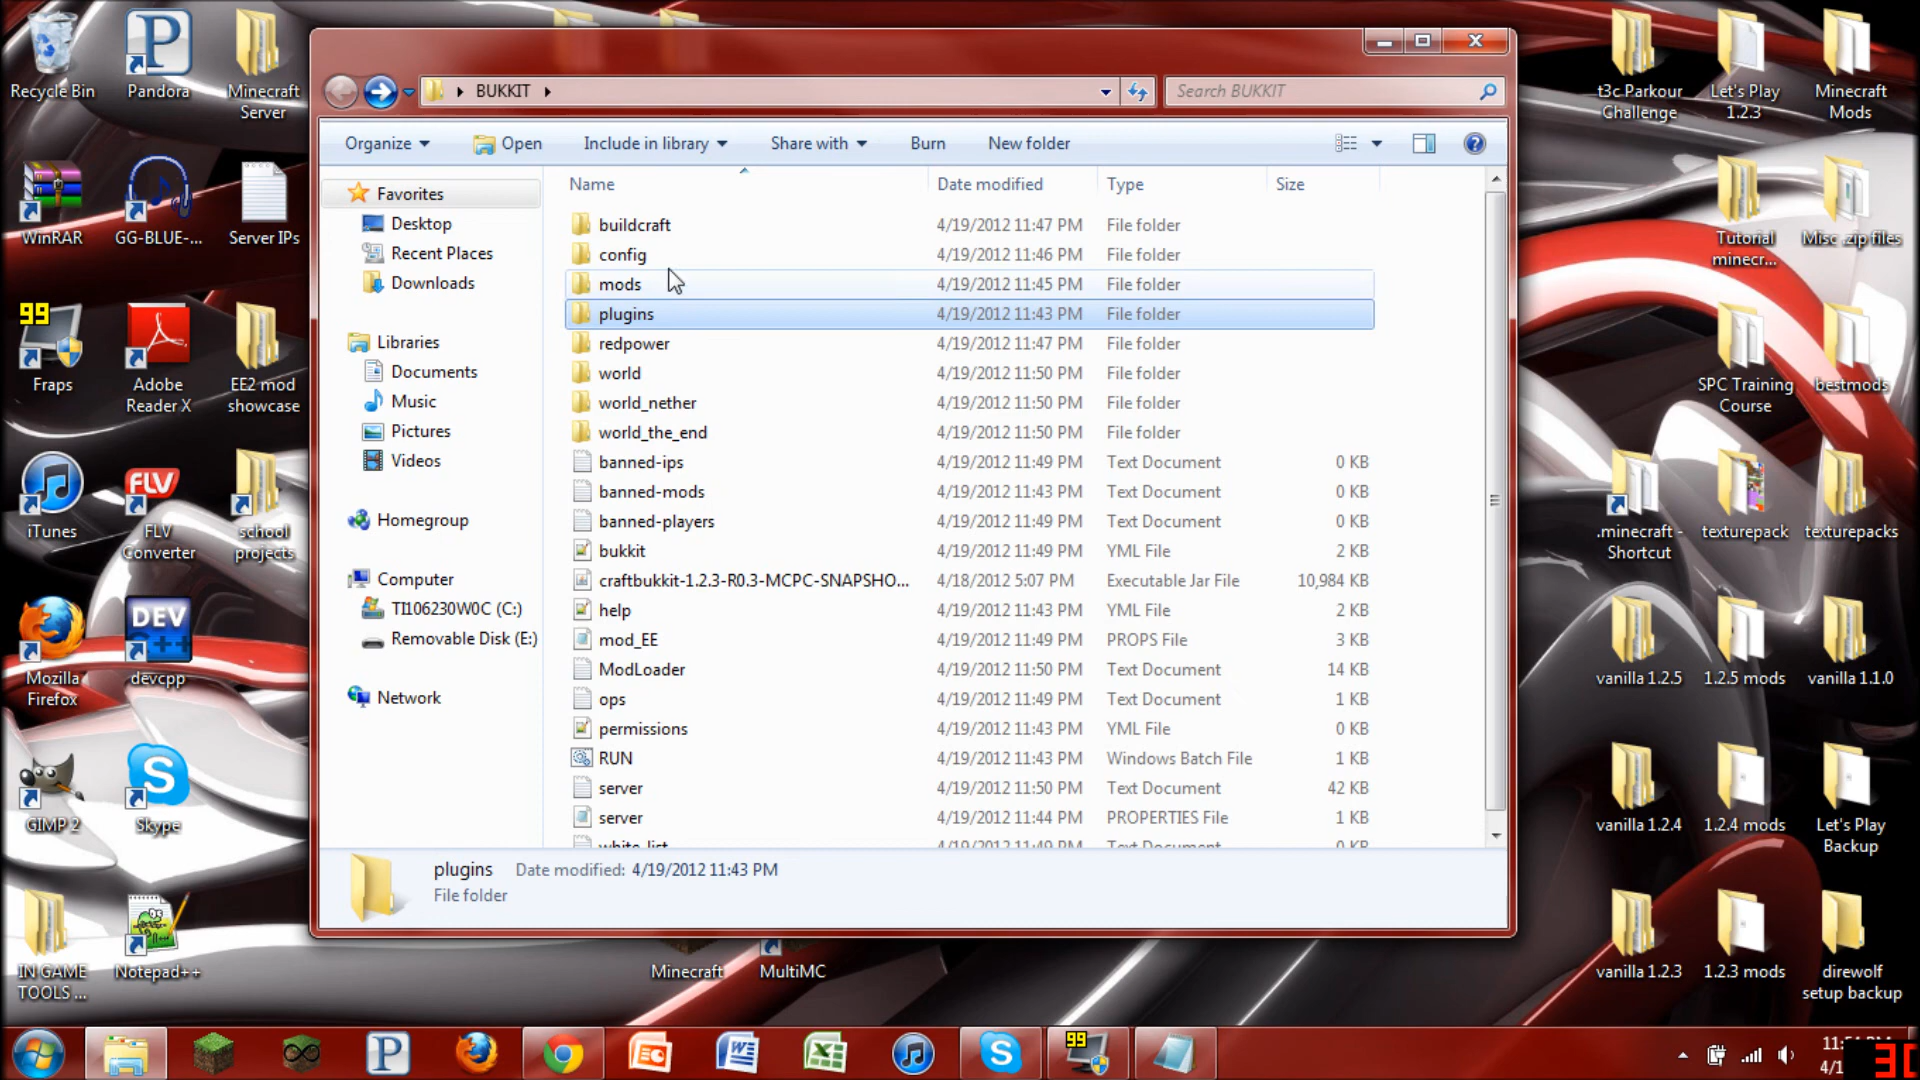 Recycle Bin
Pandora
Minecraft
Server
WinRAR
GG-BLUE-...
Server IPs
99
Fraps
Adobe
Reader X
EE2 mod
showcase
iTunes
FLV
FLV
Converter
school
projects
Mozilla
Firefox
DEV
C++
devcpp
GIMP 2
Skype
IN GAME
TOOLS ...
Notepad++
BUKKIT
Search BUKKIT
Organize
Open
Include in library
Share with
Burn
New folder
Favorites
Desktop
Recent Places
Downloads
Libraries
Documents
Music
Pictures
Videos
Homegroup
Computer
TI106230W0C (C:)
Removable Disk (E:)
Network
Name Date modified Type Size
buildcraft 4/19/2012 11:47 PM File folder
config 4/19/2012 11:46 PM File folder
mods 4/19/2012 11:45 PM File folder
plugins 4/19/2012 11:43 PM File folder
redpower 4/19/2012 11:47 PM File folder
world 4/19/2012 11:50 PM File folder
world_nether 4/19/2012 11:50 PM File folder
world_the_end 4/19/2012 11:50 PM File folder
banned-ips 4/19/2012 11:49 PM Text Document 0 KB
banned-mods 4/19/2012 11:43 PM Text Document 0 KB
banned-players 4/19/2012 11:49 PM Text Document 0 KB
bukkit 4/19/2012 11:49 PM YML File 2 KB
craftbukkit-1.2.3-R0.3-MCPC-SNAPSHO... 4/18/2012 5:07 PM Executable Jar File 10,984 KB
help 4/19/2012 11:43 PM YML File 2 KB
mod_EE 4/19/2012 11:49 PM PROPS File 3 KB
ModLoader 4/19/2012 11:50 PM Text Document 14 KB
ops 4/19/2012 11:49 PM Text Document 1 KB
permissions 4/19/2012 11:43 PM YML File 0 KB
RUN 4/19/2012 11:43 PM Windows Batch File 1 KB
server 4/19/2012 11:50 PM Text Document 42 KB
server 4/19/2012 11:44 PM PROPERTIES File 1 KB
white-list 4/19/2012 11:49 PM Text Document 0 KB
plugins Date modified: 4/19/2012 11:43 PM
File folder
Minecraft
MultiMC
t3c Parkour
Challenge
Let's Play
1.2.3
Minecraft
Mods
Tutorial
minecr...
Misc .zip files
SPC Training
Course
bestmods
.minecraft -
Shortcut
texturepack
texturepacks
vanilla 1.2.5
1.2.5 mods
vanilla 1.1.0
vanilla 1.2.4
1.2.4 mods
Let's Play
Backup
vanilla 1.2.3
1.2.3 mods
direwolf
setup backup
99
30